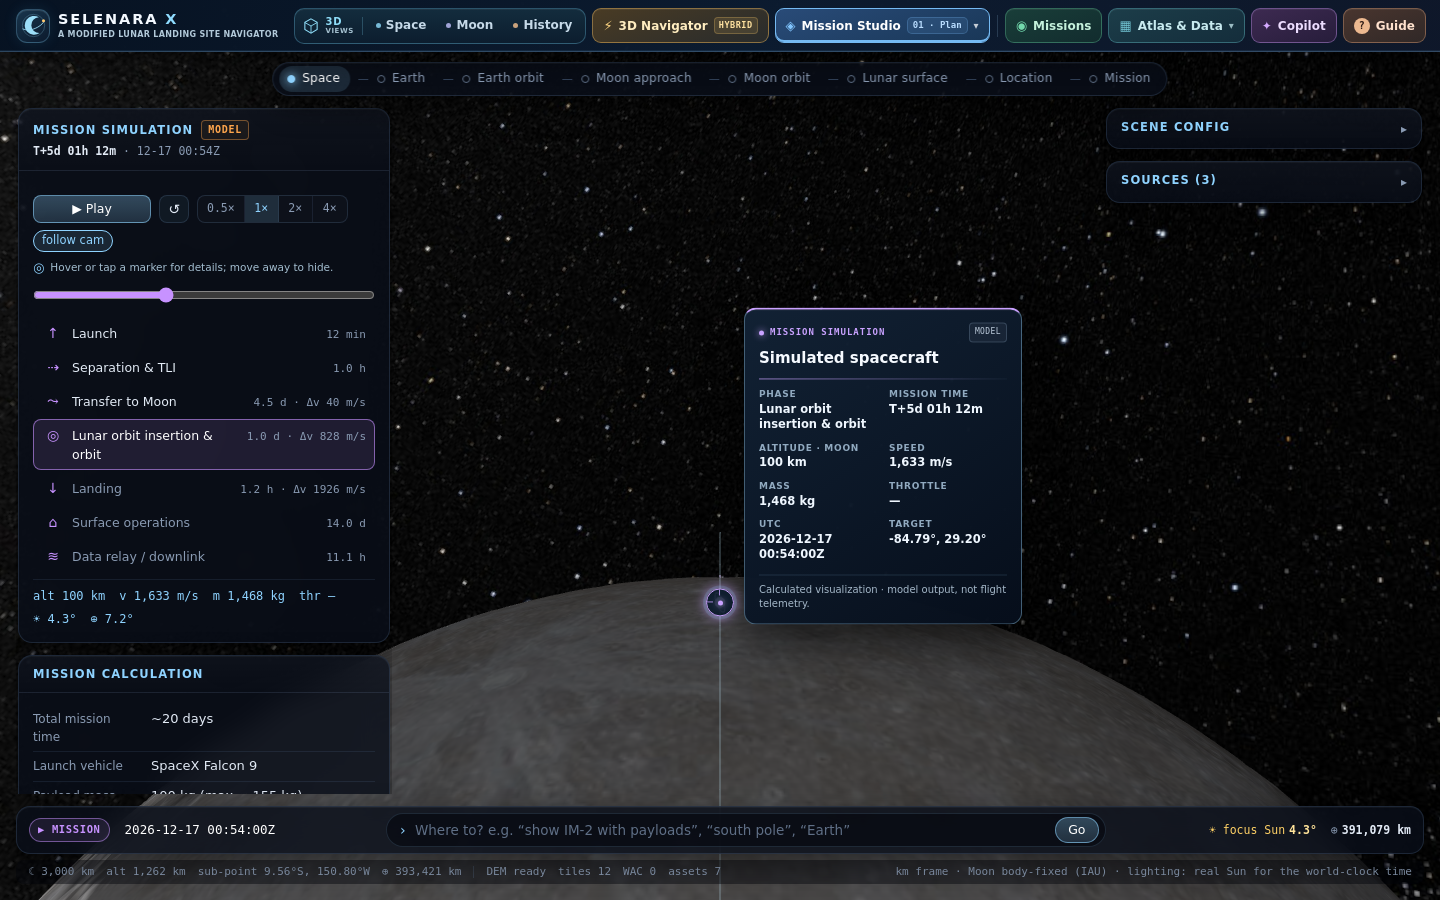 SELENARA X
A MODIFIED LUNAR LANDING SITE NAVIGATOR
3D VIEWS
Space
Moon
History
3D Navigator HYBRID
Mission Studio 01 · Plan
Missions
Atlas & Data
Copilot
? Guide
Space — Earth — Earth orbit — Moon approach — Moon orbit — Lunar surface — Location — Mission
MISSION SIMULATION MODEL
T+5d 01h 12m · 12-17 00:54Z
▶ Play ↺ 0.5× 1× 2× 4×
follow cam
◎ Hover or tap a marker for details; move away to hide.
↑ Launch 12 min
⇢ Separation & TLI 1.0 h
⤳ Transfer to Moon 4.5 d · Δv 40 m/s
◎ Lunar orbit insertion & orbit 1.0 d · Δv 828 m/s
↓ Landing 1.2 h · Δv 1926 m/s
⌂ Surface operations 14.0 d
≋ Data relay / downlink 11.1 h
alt 100 km v 1,633 m/s m 1,468 kg thr —
☀ 4.3° ⊕ 7.2°
MISSION CALCULATION
Total mission time ~20 days
Launch vehicle SpaceX Falcon 9
SCENE CONFIG ▸
SOURCES (3) ▸
MISSION SIMULATION MODEL
Simulated spacecraft
PHASE MISSION TIME
Lunar orbit insertion & orbit T+5d 01h 12m
ALTITUDE · MOON SPEED
100 km 1,633 m/s
MASS THROTTLE
1,468 kg —
UTC TARGET
2026-12-17 00:54:00Z -84.79°, 29.20°
Calculated visualization · model output, not flight
telemetry.
▶ MISSION 2026-12-17 00:54:00Z
› Where to? e.g. “show IM-2 with payloads”, “south pole”, “Earth” Go
☀ focus Sun 4.3° ⊕ 391,079 km
☾ 3,000 km alt 1,262 km sub-point 9.56°S, 150.80°W ⊕ 393,421 km DEM ready tiles 12 WAC 0 assets 7
km frame · Moon body-fixed (IAU) · lighting: real Sun for the world-clock time